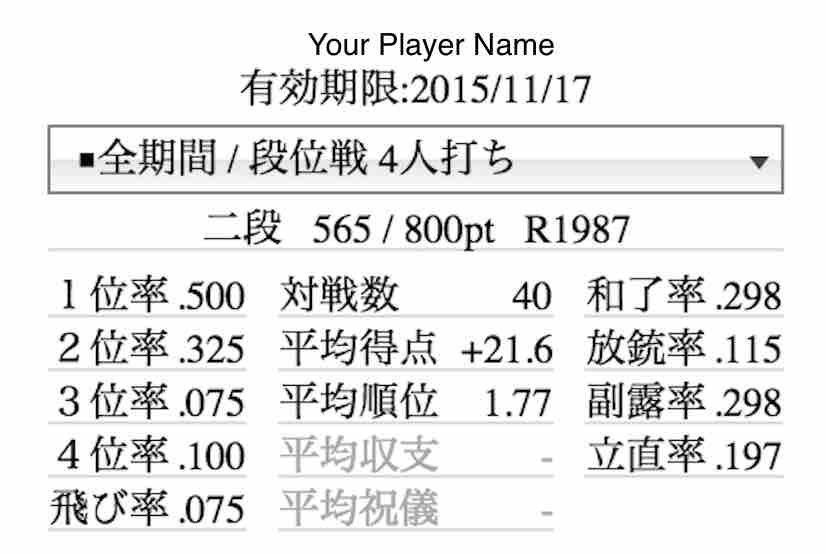 Your Player Name
有効期限:2015/11/17
■全期間 / 段位戦 4人打ち ▼
二段 565 / 800pt R1987
１位率 .500 対戦数 40 和了率 .298
２位率 .325 平均得点 +21.6 放銃率 .115
３位率 .075 平均順位 1.77 副露率 .298
４位率 .100 平均収支 - 立直率 .197
飛び率 .075 平均祝儀 -